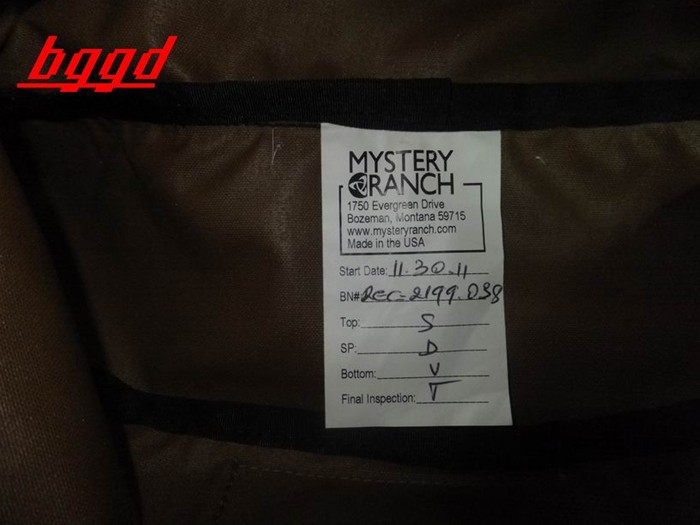 bggd
MYSTERY
RANCH
1750 Evergreen Drive
Bozeman, Montana 59715
www.mysteryranch.com
Made in the USA
Start Date: 11.30.11
BN# REC-2199.038
Top: S
SP: D
Bottom: V
Final Inspection: T